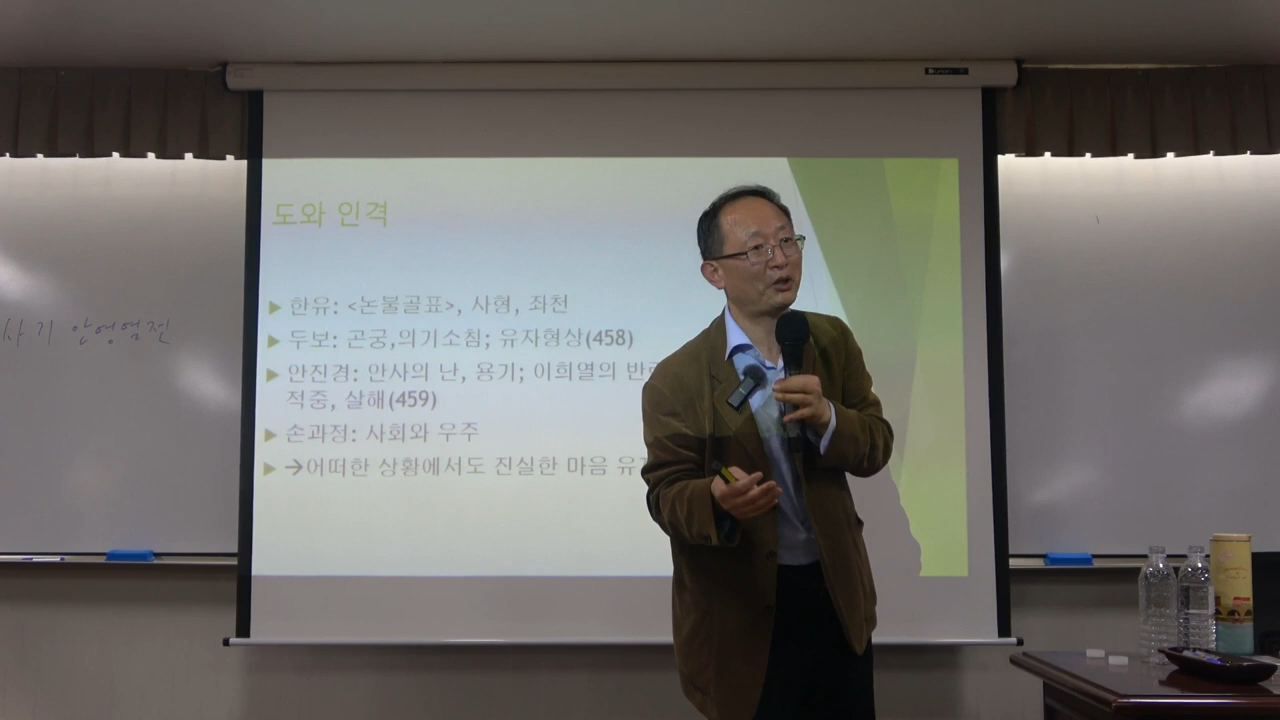 도와 인격
한유: <논불골표>, 사형, 좌천
두보: 곤궁,의기소침; 유자형상(458)
안진경: 안사의 난, 용기; 이희열의 반란
적중, 살해(459)
손과정: 사회와 우주
→어떠한 상황에서도 진실한 마음 유지
사기 안영열전